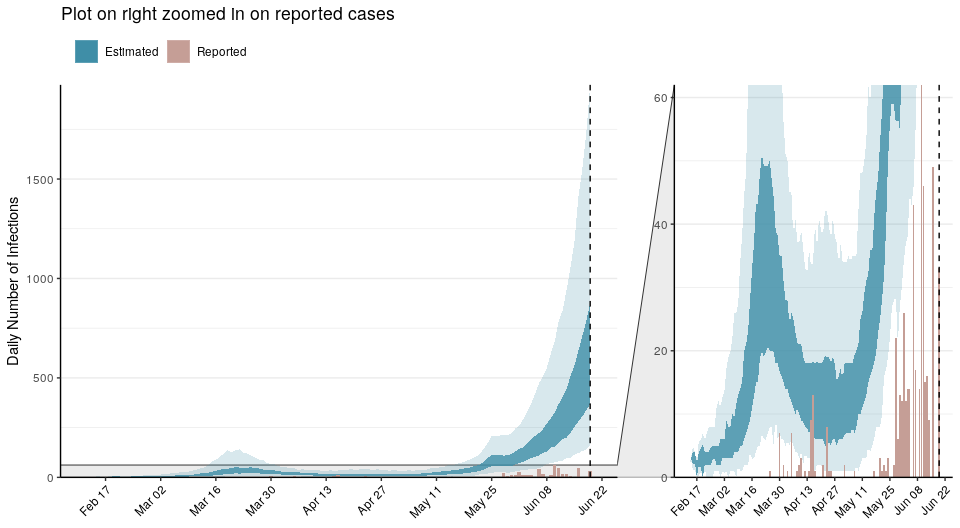 Plot on right zoomed in on reported cases
Estimated Reported
Daily Number of Infections
1500
1000
500
0
Feb 17 Mar 02 Mar 16 Mar 30 Apr 13 Apr 27 May 11 May 25 Jun 08 Jun 22
60
40
20
0
Feb 17 Mar 02 Mar 16 Mar 30 Apr 13 Apr 27 May 11 May 25 Jun 08 Jun 22